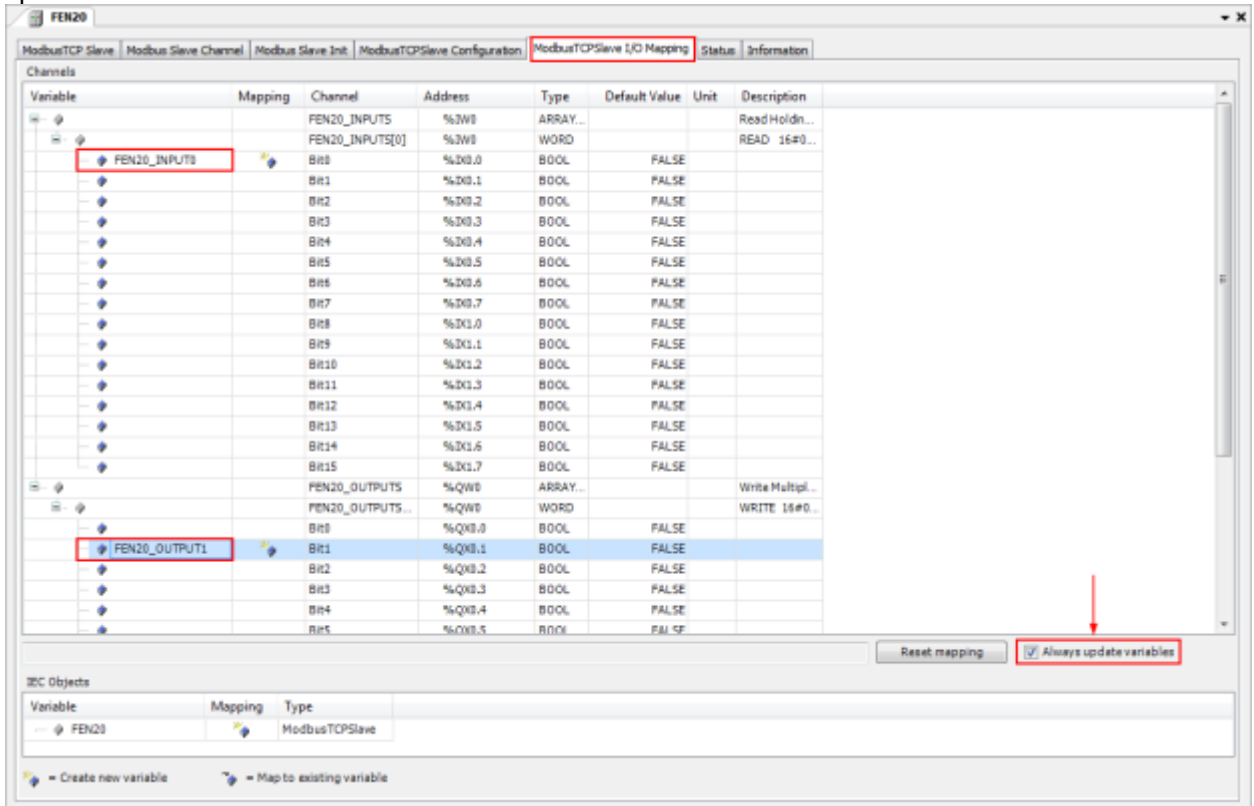 FEN20
ModbusTCP Slave Modbus Slave Channel Modbus Slave Init ModbusTCPSlave Configuration ModbusTCPSlave I/O Mapping Status Information
Channels
Variable Mapping Channel Address Type Default Value Unit Description
FEN20_INPUTS %IW0 ARRAY... Read Holdin...
FEN20_INPUTS[0] %IW0 WORD READ 16#0...
FEN20_INPUT0 Bit0 %IX0.0 BOOL FALSE
Bit1 %IX0.1 BOOL FALSE
Bit2 %IX0.2 BOOL FALSE
Bit3 %IX0.3 BOOL FALSE
Bit4 %IX0.4 BOOL FALSE
Bit5 %IX0.5 BOOL FALSE
Bit6 %IX0.6 BOOL FALSE
Bit7 %IX0.7 BOOL FALSE
Bit8 %IX1.0 BOOL FALSE
Bit9 %IX1.1 BOOL FALSE
Bit10 %IX1.2 BOOL FALSE
Bit11 %IX1.3 BOOL FALSE
Bit12 %IX1.4 BOOL FALSE
Bit13 %IX1.5 BOOL FALSE
Bit14 %IX1.6 BOOL FALSE
Bit15 %IX1.7 BOOL FALSE
FEN20_OUTPUTS %QW0 ARRAY... Write Multipl...
FEN20_OUTPUTS... %QW0 WORD WRITE 16#0...
Bit0 %QX0.0 BOOL FALSE
FEN20_OUTPUT1 Bit1 %QX0.1 BOOL FALSE
Bit2 %QX0.2 BOOL FALSE
Bit3 %QX0.3 BOOL FALSE
Bit4 %QX0.4 BOOL FALSE
Bit5 %QX0.5 BOOL FALSE
Reset mapping Always update variables
IEC Objects
Variable Mapping Type
FEN20 ModbusTCPSlave
= Create new variable = Map to existing variable